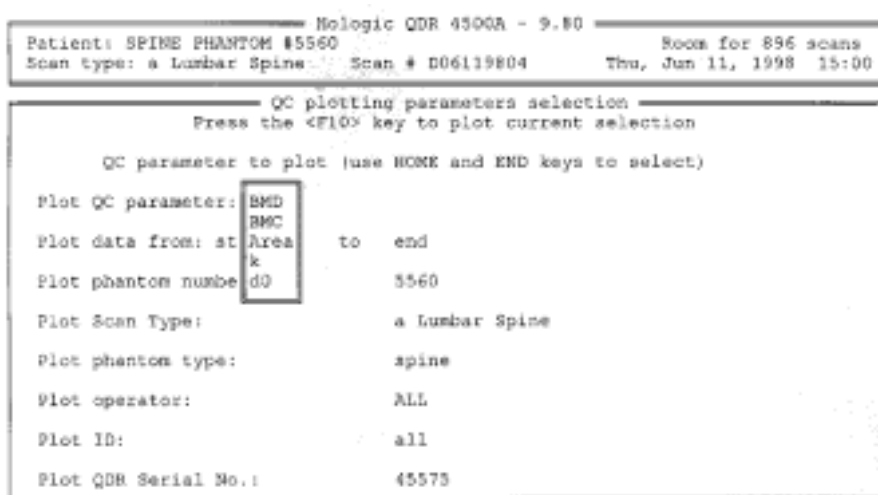 Hologic QDR 4500A - 9.80
Patient: SPINE PHANTOM #5560 Room for 896 scans
Scan type: a Lumbar Spine Scan # D06119804 Thu, Jun 11, 1998 15:00
QC plotting parameters selection
Press the <F10> key to plot current selection
QC parameter to plot (use HOME and END keys to select)
Plot QC parameter: BMD
BMC
Plot data from: st Area to end
k
Plot phantom numbe d0 5560
Plot Scan Type: a Lumbar Spine
Plot phantom type: spine
Plot operator: ALL
Plot ID: all
Plot QDR Serial No.: 45575